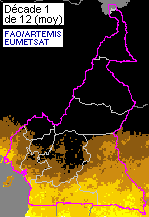 Décade 1
de 12 (moy)
FAO/ARTEMIS
EUMETSAT